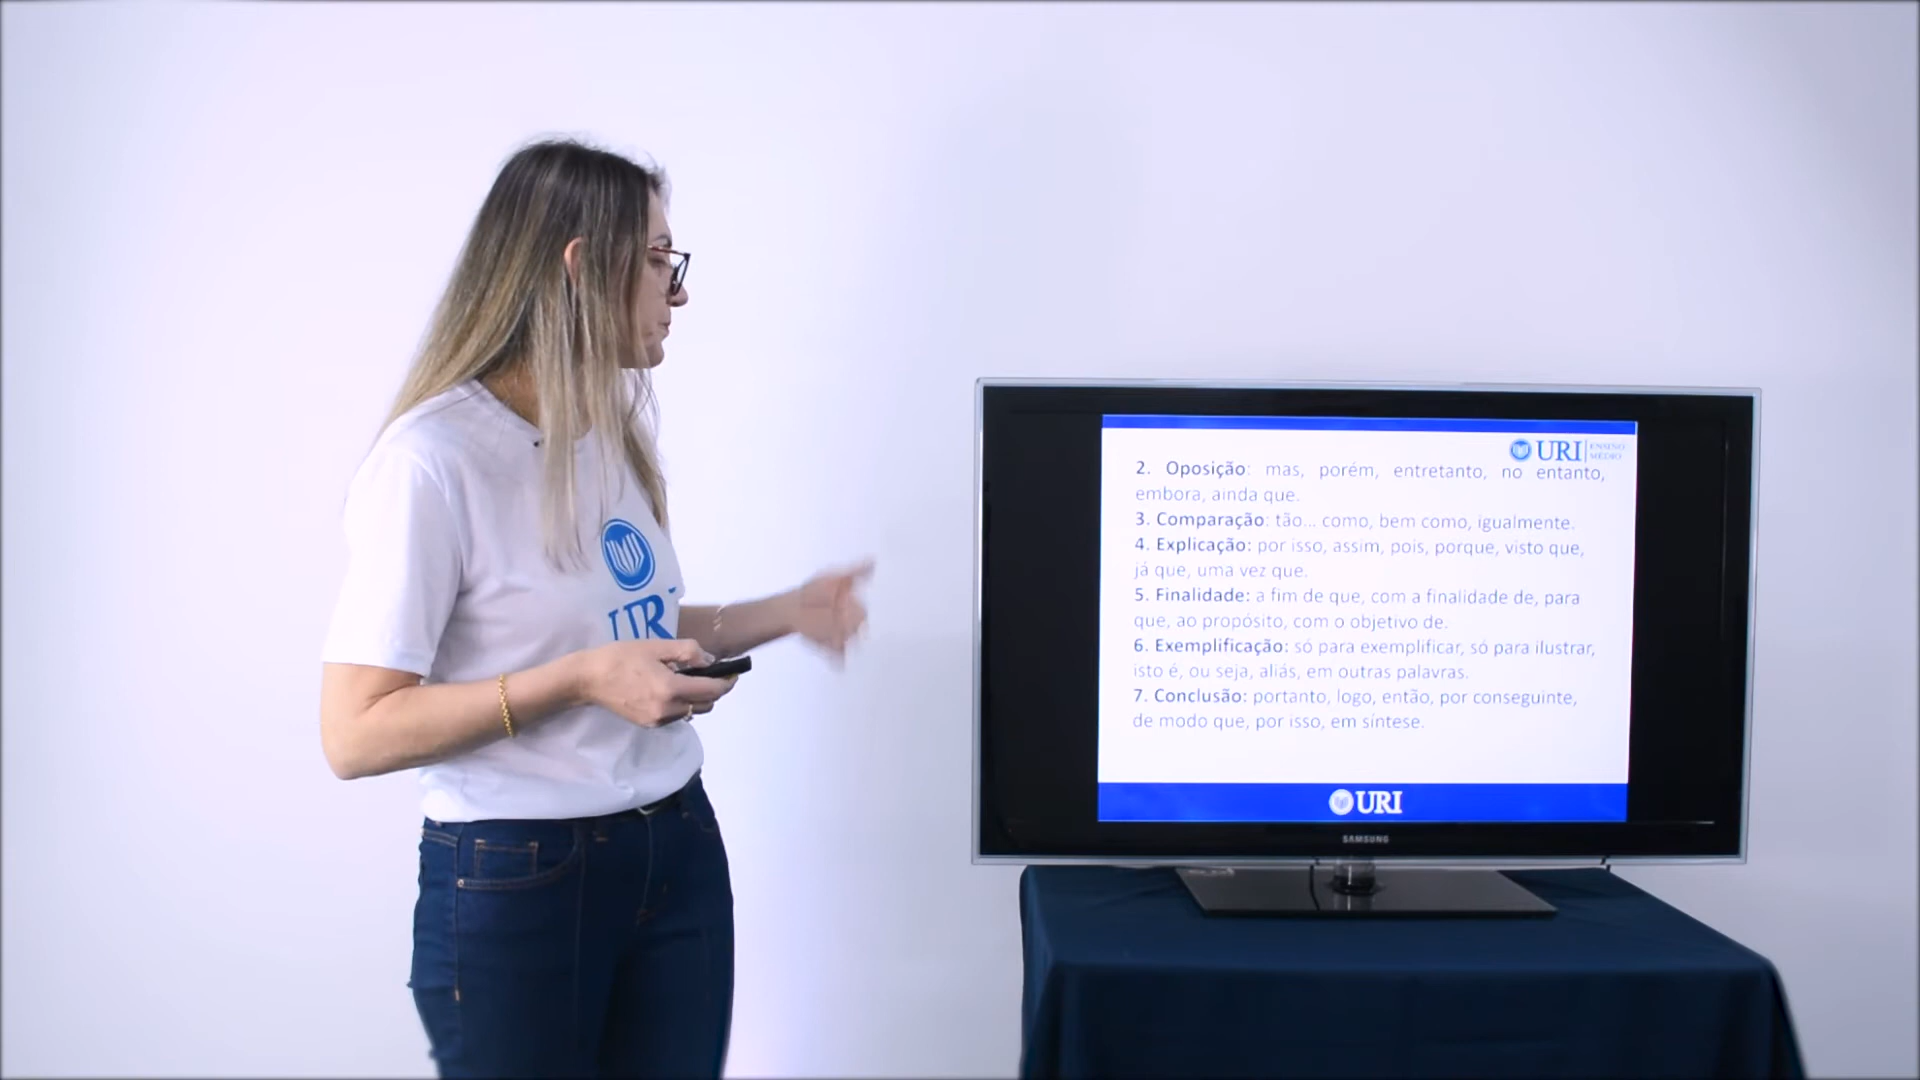 URI ENSINO
MÉDIO
2. Oposição: mas, porém, entretanto, no entanto,
embora, ainda que.
3. Comparação: tão... como, bem como, igualmente.
4. Explicação: por isso, assim, pois, porque, visto que,
já que, uma vez que.
5. Finalidade: a fim de que, com a finalidade de, para
que, ao propósito, com o objetivo de.
6. Exemplificação: só para exemplificar, só para ilustrar,
isto é, ou seja, aliás, em outras palavras.
7. Conclusão: portanto, logo, então, por conseguinte,
de modo que, por isso, em síntese.
URI
SAMSUNG
URI